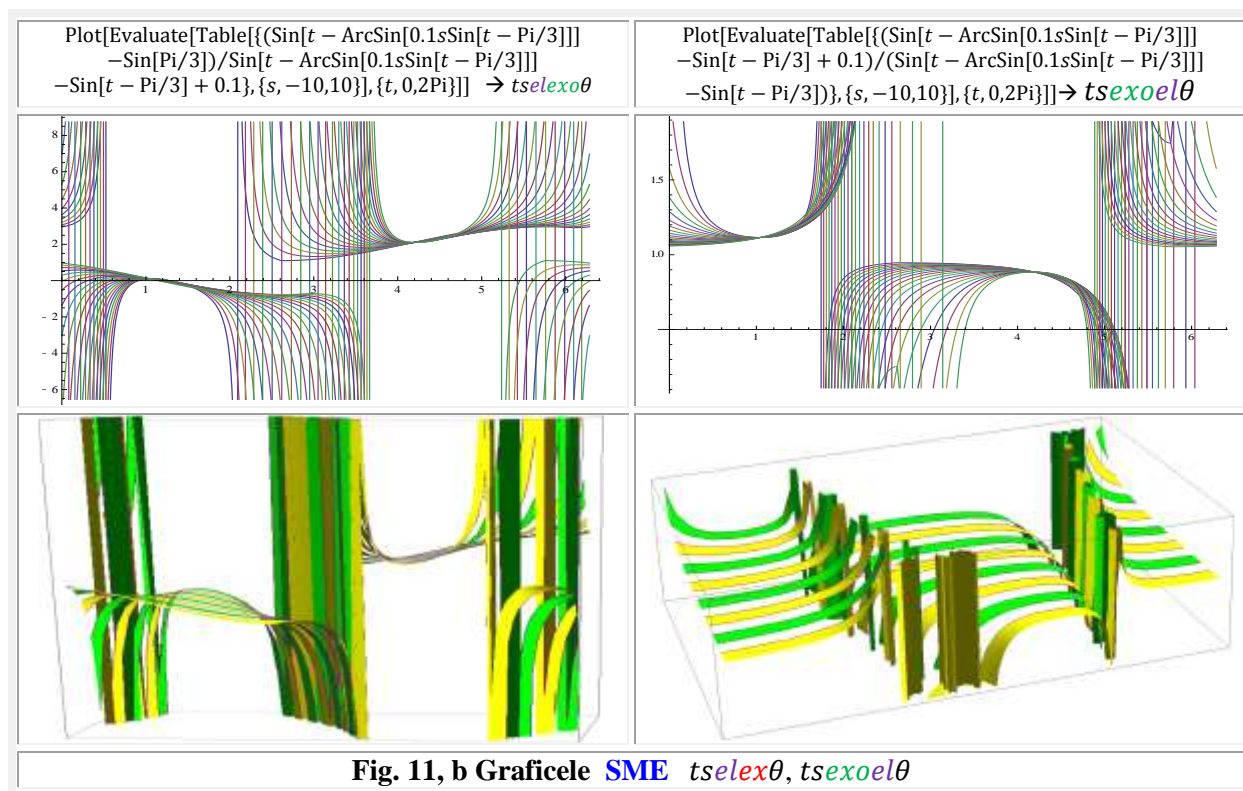 Plot[Evaluate[Table[{(Sin[t − ArcSin[0.1sSin[t − Pi/3]]]
−Sin[Pi/3])/Sin[t − ArcSin[0.1sSin[t − Pi/3]]]
−Sin[t − Pi/3] + 0.1},{s, −10,10}],{t, 0,2Pi}]] → tselexoθ
Plot[Evaluate[Table[{(Sin[t − ArcSin[0.1sSin[t − Pi/3]]]
−Sin[t − Pi/3] + 0.1)/(Sin[t − ArcSin[0.1sSin[t − Pi/3]]]
−Sin[t − Pi/3])},{s, −10,10}],{t, 0,2Pi}]]→ tsexoelθ
8
6
4
2
1 2 3 4 5 6
- 2
- 4
- 6
1.5
1.0
1 2 3 4 5 6
Fig. 11, b Graficele SME tselexθ, tsexoelθ